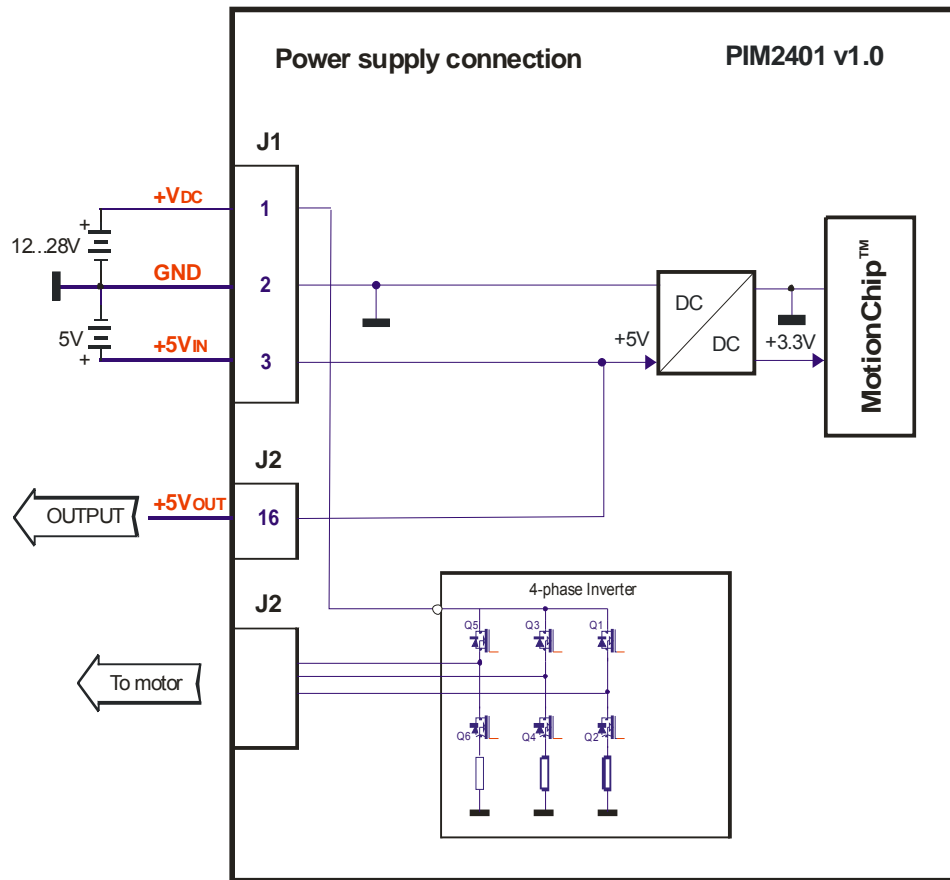 Power supply connection
PIM2401 v1.0
J1
+VDC
1
+
12...28V
GND
2
5V
+5VIN
+
3
DC
DC
+5V
+3.3V
MotionChip™
J2
+5VOUT
16
OUTPUT
4-phase Inverter
J2
Q5
Q3
Q1
To motor
Q6
Q4
Q2